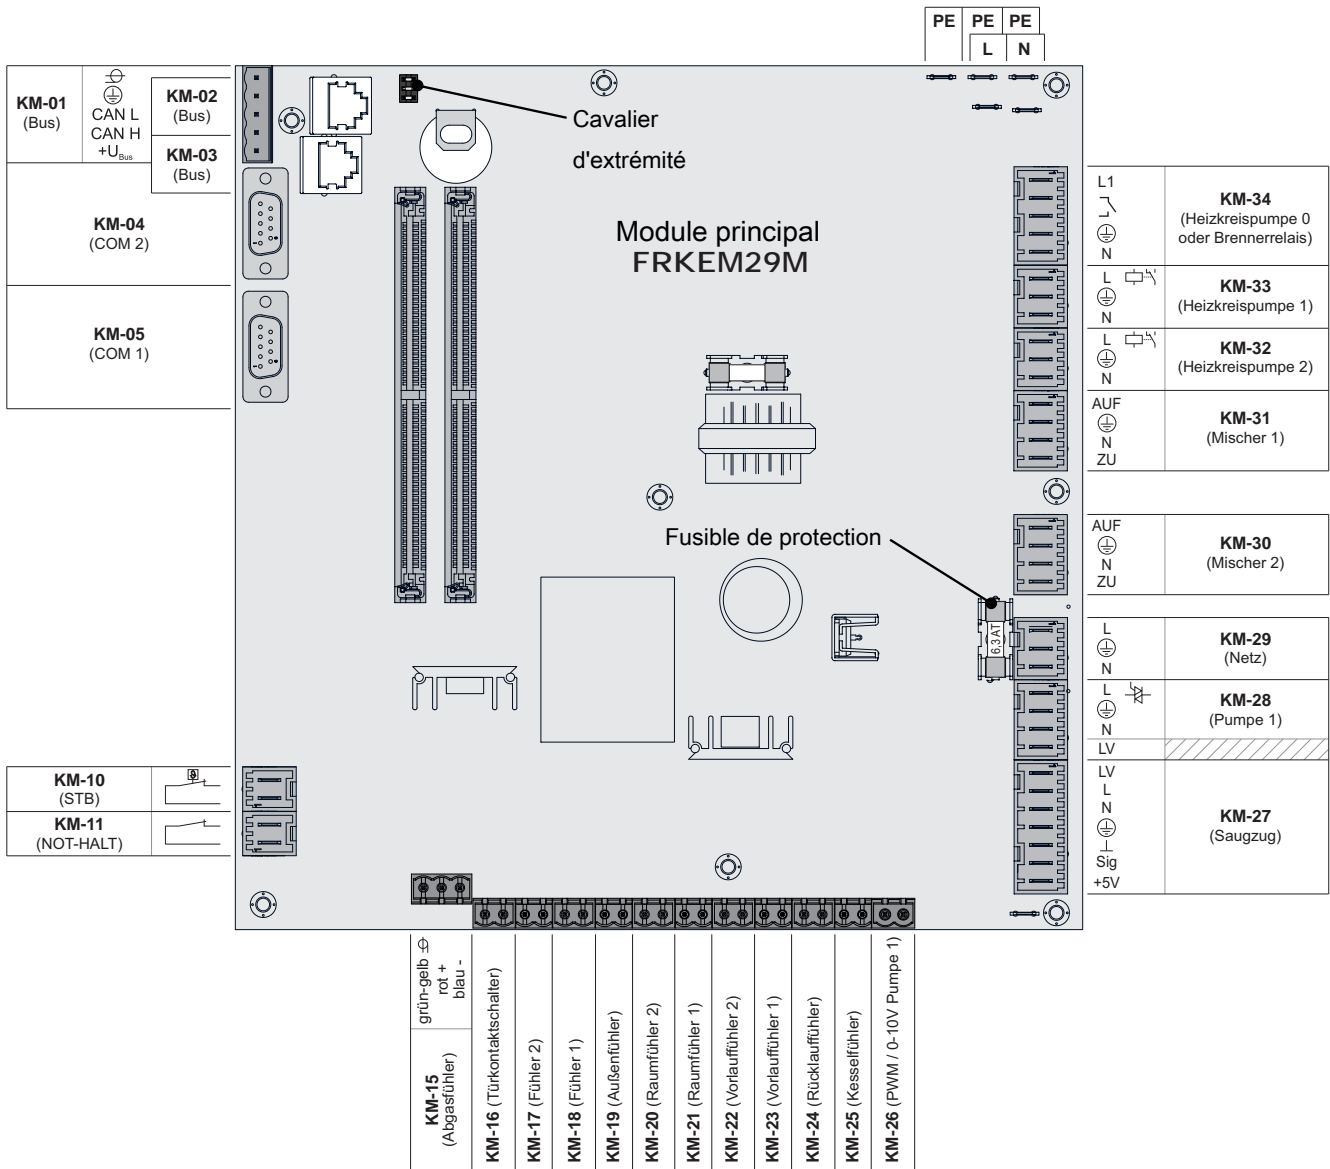 PE PE PE
L N
KM-01
(Bus)
CAN L
CAN H
+U Bus
KM-02
(Bus)
KM-03
(Bus)
KM-04
(COM 2)
KM-05
(COM 1)
Cavalier
d'extrémité
Module principal
FRKEM29M
Fusible de protection
6.3 AT
L1
N
KM-34
(Heizkreispumpe 0
oder Brennerrelais)
L
N
KM-33
(Heizkreispumpe 1)
L
N
KM-32
(Heizkreispumpe 2)
AUF
N
ZU
KM-31
(Mischer 1)
AUF
N
ZU
KM-30
(Mischer 2)
L
N
KM-29
(Netz)
L
N
LV
KM-28
(Pumpe 1)
LV
L
N
Sig
+5V
KM-27
(Saugzug)
KM-10
(STB)
KM-11
(NOT-HALT)
grün-gelb
rot +
blau -
KM-15
(Abgasfühler)
KM-16 (Türkontaktschalter)
KM-17 (Fühler 2)
KM-18 (Fühler 1)
KM-19 (Außenfühler)
KM-20 (Raumfühler 2)
KM-21 (Raumfühler 1)
KM-22 (Vorlauffühler 2)
KM-23 (Vorlauffühler 1)
KM-24 (Rücklauffühler)
KM-25 (Kesselfühler)
KM-26 (PWM / 0-10V Pumpe 1)